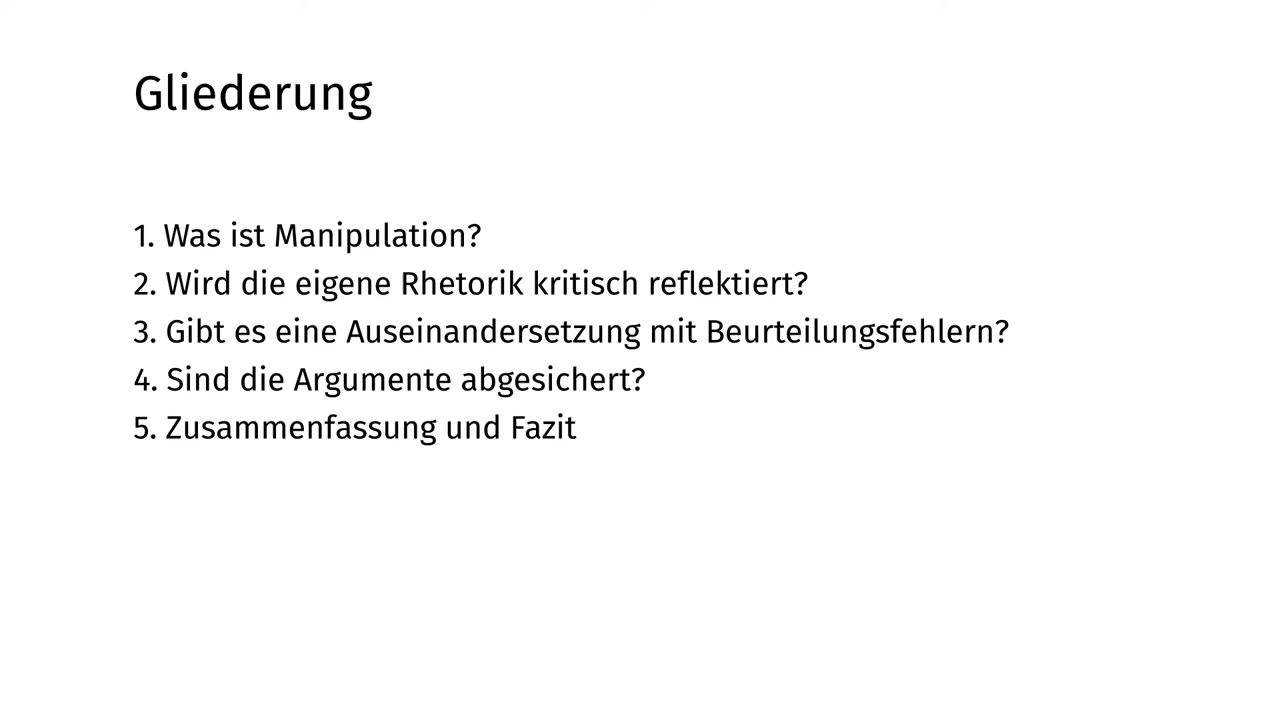 Gliederung
1. Was ist Manipulation?
2. Wird die eigene Rhetorik kritisch reflektiert?
3. Gibt es eine Auseinandersetzung mit Beurteilungsfehlern?
4. Sind die Argumente abgesichert?
5. Zusammenfassung und Fazit